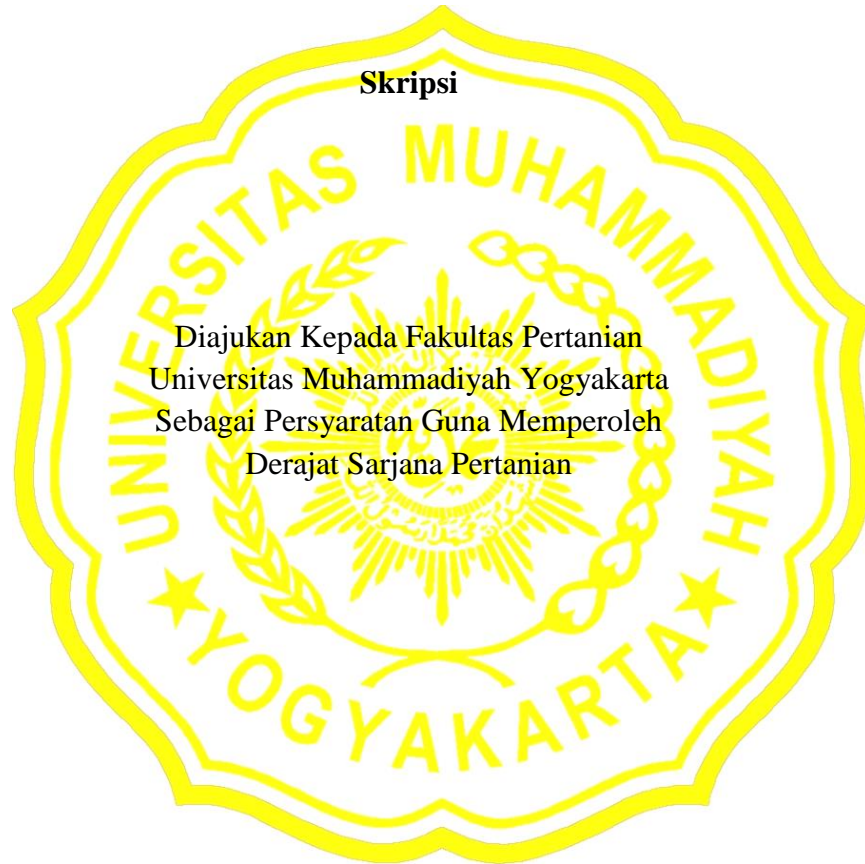 Skripsi
UNIVERSITAS MUHAMMADIYAH
Diajukan Kepada Fakultas Pertanian
Universitas Muhammadiyah Yogyakarta
Sebagai Persyaratan Guna Memperoleh
Derajat Sarjana Pertanian
★ YOGYAKARTA ★